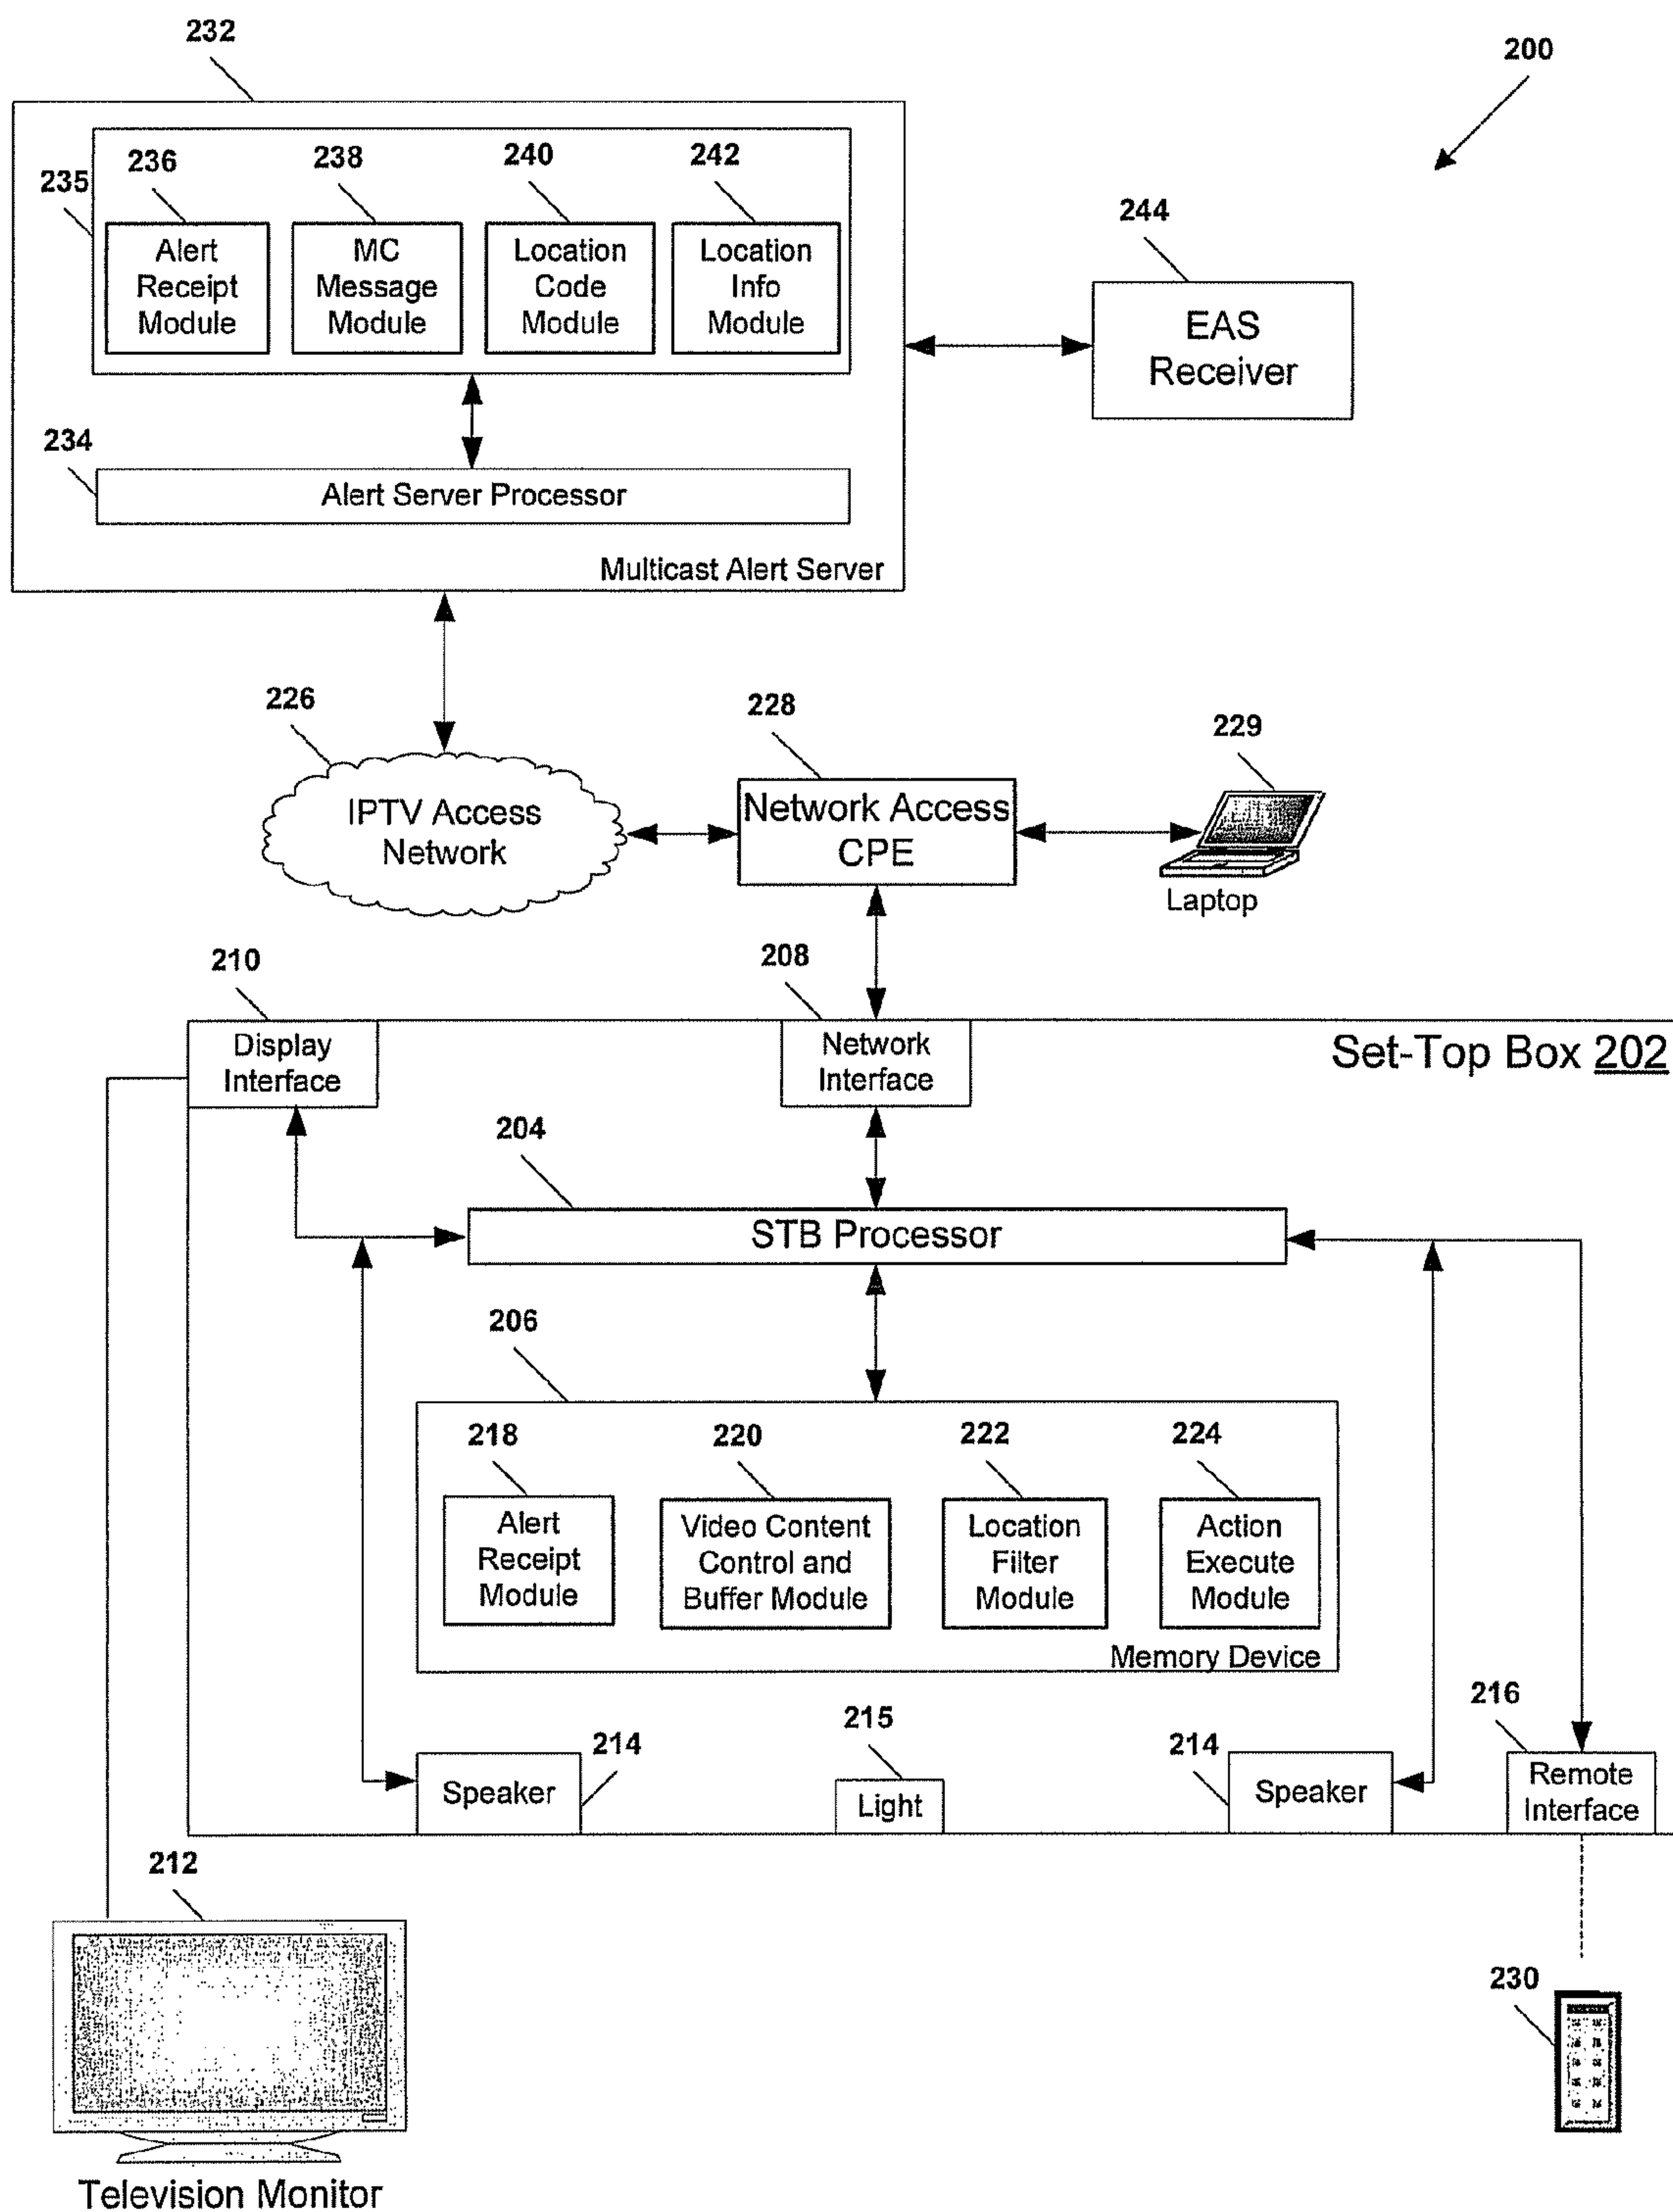 232
200
235
236
238
240
242
Alert
Receipt
Module
MC
Message
Module
Location
Code
Module
Location
Info
Module
244
EAS
Receiver
234
Alert Server Processor
Multicast Alert Server
226
IPTV Access
Network
228
Network Access
CPE
229
Laptop
210
Display
Interface
208
Network
Interface
Set-Top Box 202
204
STB Processor
206
218
220
222
224
Alert
Receipt
Module
Video Content
Control and
Buffer Module
Location
Filter
Module
Action
Execute
Module
Memory Device
214
Speaker
215
Light
214
Speaker
216
Remote
Interface
212
Television Monitor
230